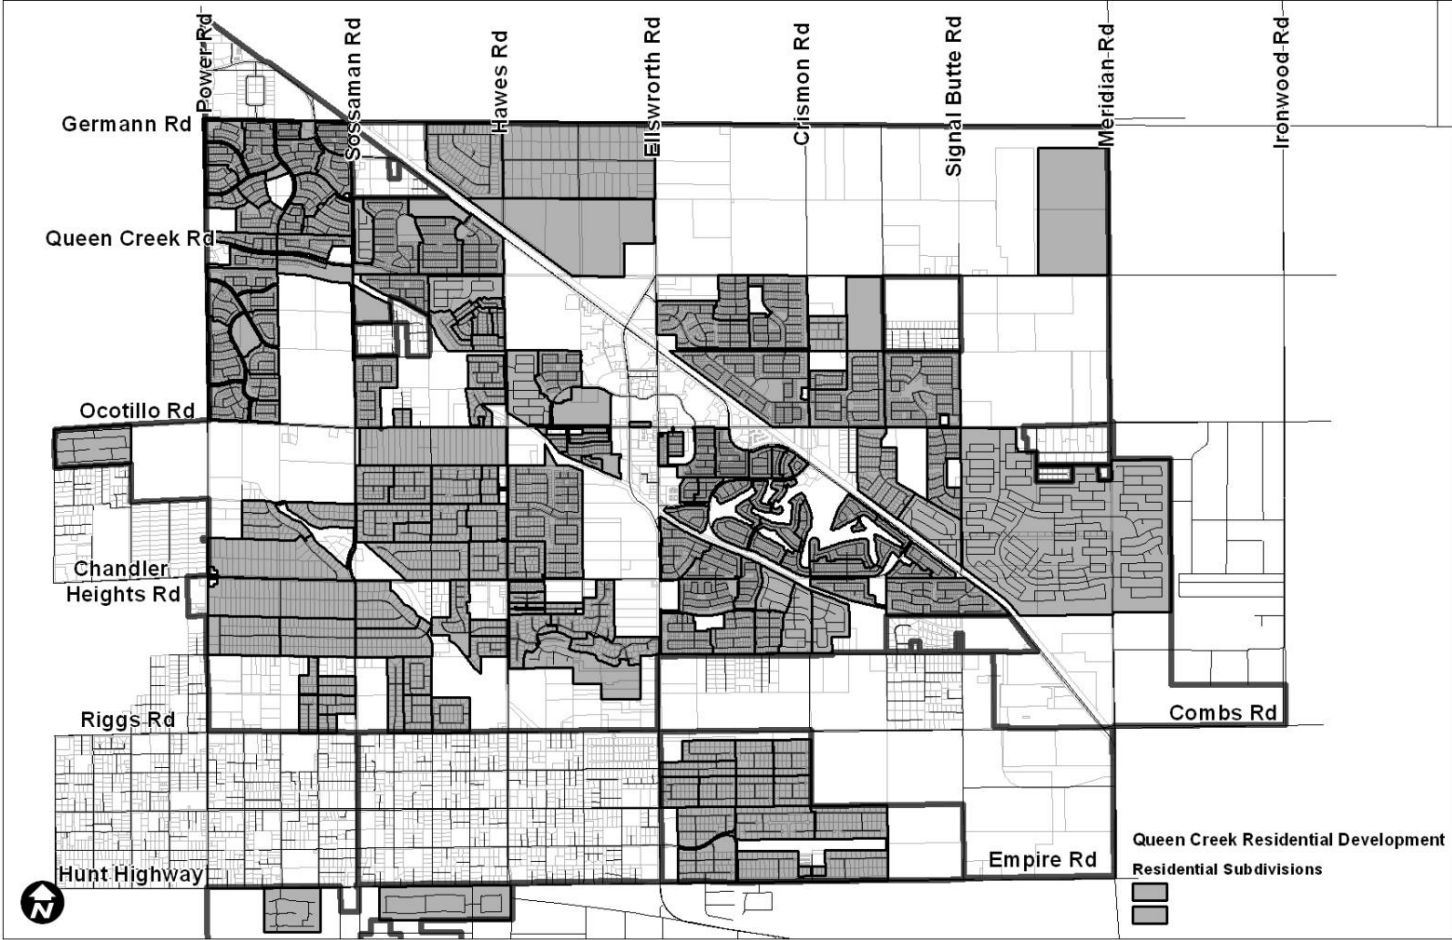 Power Rd
Sossaman Rd
Hawes Rd
Ellsworth Rd
Crismon Rd
Signal Butte Rd
Meridian Rd
Ironwood Rd
Germann Rd
Queen Creek Rd
Ocotillo Rd
Chandler
Heights Rd
Riggs Rd
Combs Rd
Hunt Highway
Empire Rd
Queen Creek Residential Development
Residential Subdivisions
N